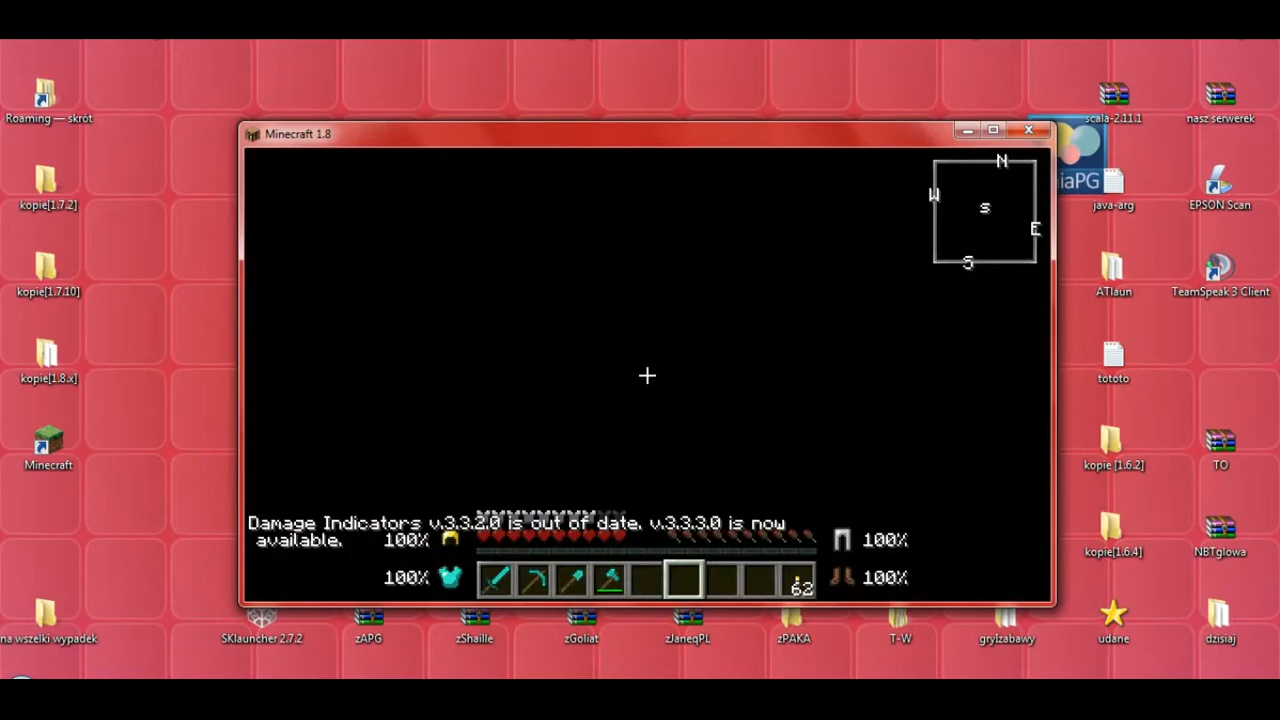 Roaming — skrót
scala-2.11.1
nasz serwerek
Minecraft 1.8
N
W
S
E
S
iaPG
kopie[1.7.2]
java-arg
EPSON Scan
kopie[1.7.10]
ATlaun
TeamSpeak 3 Client
kopie[1.8.x]
tototo
Minecraft
kopie [1.6.2]
TO
Damage Indicators v.3.3.2.0 is out of date. v.3.3.3.0 is now
available.
100%
100%
100%
100%
62
kopie[1.6.4]
NBTglowa
na wszelki wypadek
SKlauncher 2.7.2
zAPG
zShaille
zGoliat
zJaneqPL
zPAKA
T-W
gryIzabawy
udane
dzisiaj